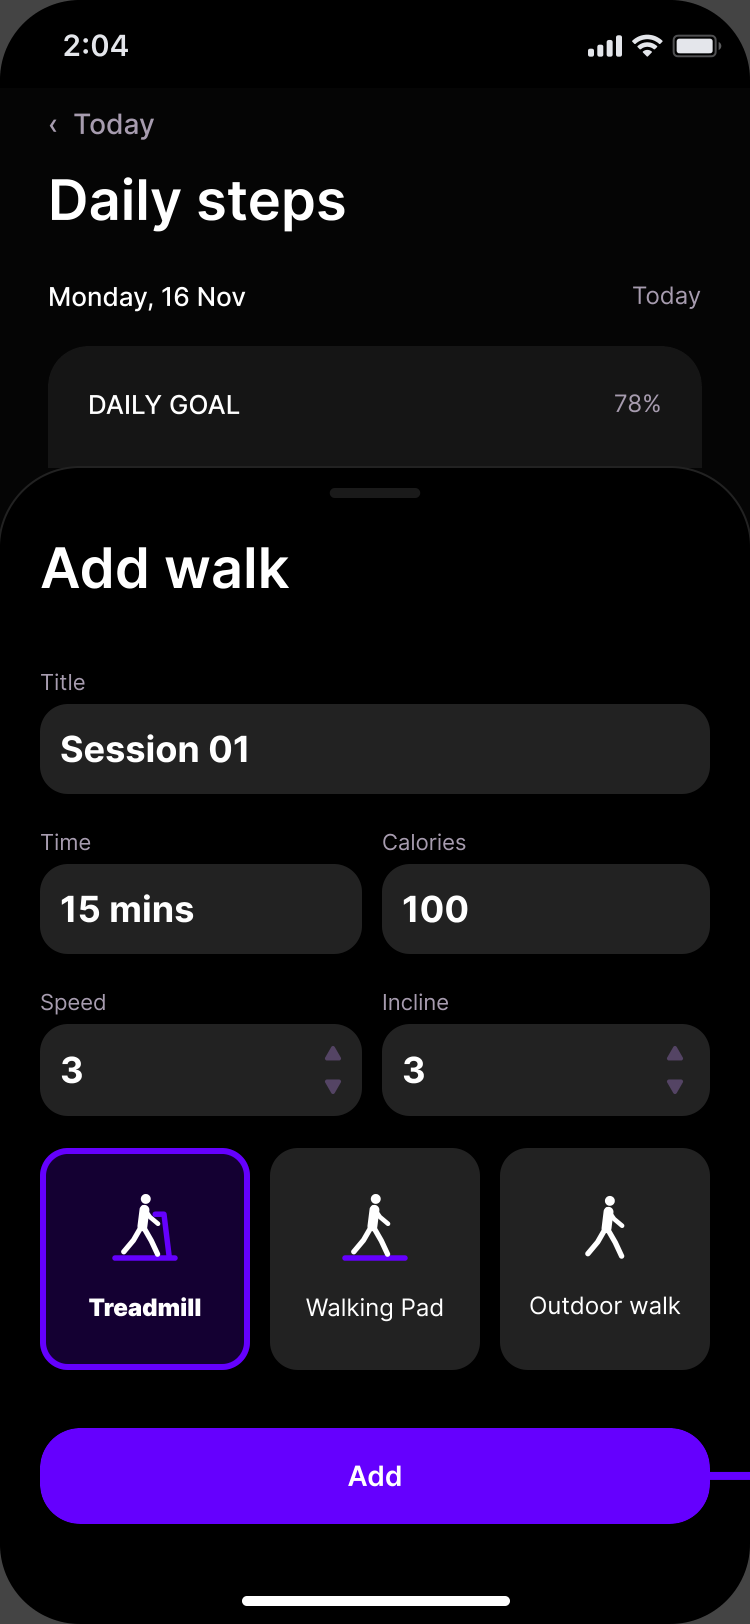 2:04
‹ Today
Daily steps
Monday, 16 Nov Today
DAILY GOAL 78%
Add walk
Title
Session 01
Time Calories
15 mins 100
Speed Incline
3 3
Treadmill Walking Pad Outdoor walk
Add